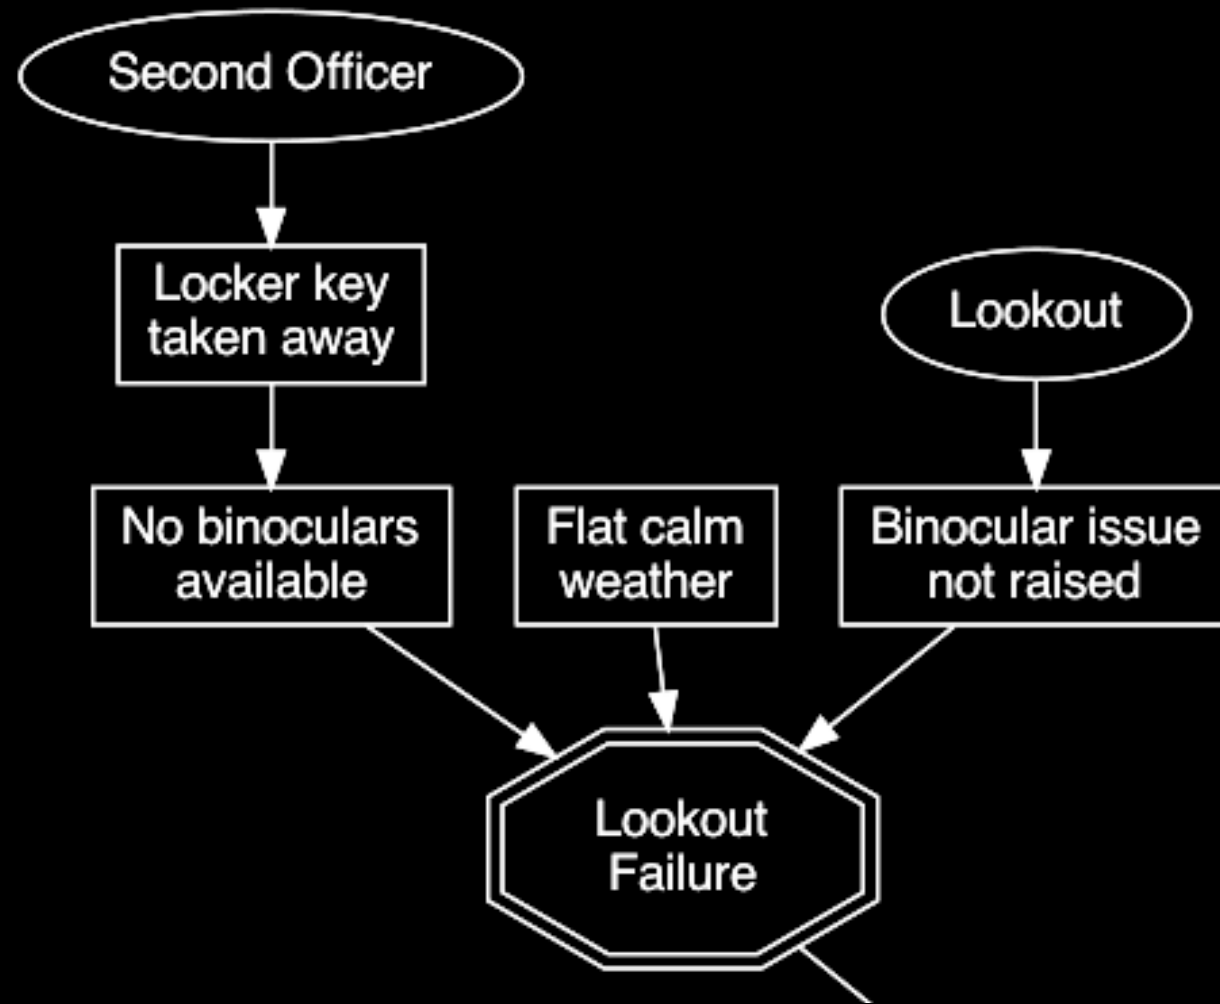 Second Officer
Locker key
taken away
Lookout
No binoculars
available
Flat calm
weather
Binocular issue
not raised
Lookout
Failure